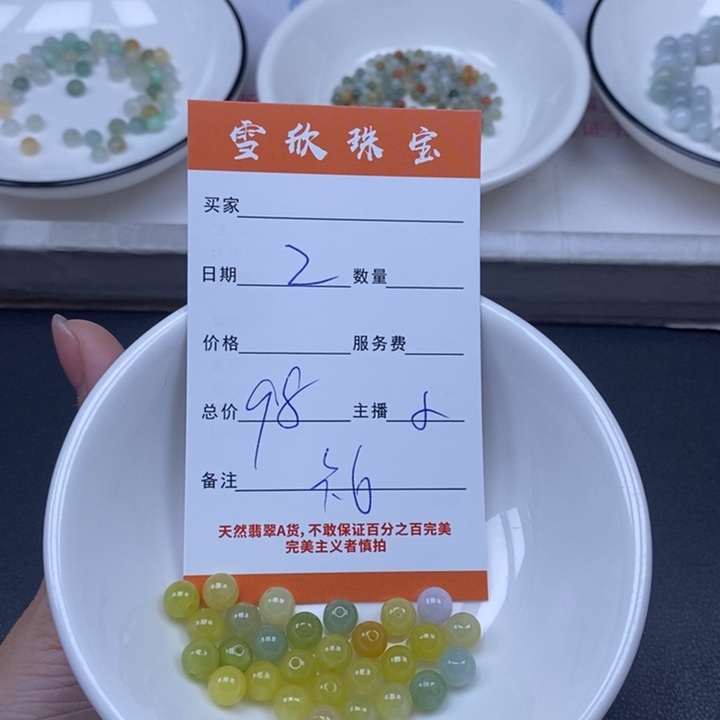 雪欣珠宝
买家
日期 2 数量
价格 服务费
总价 98 主播
备注
天然翡翠A货,不敢保证百分之百完美
完美主义者慎拍